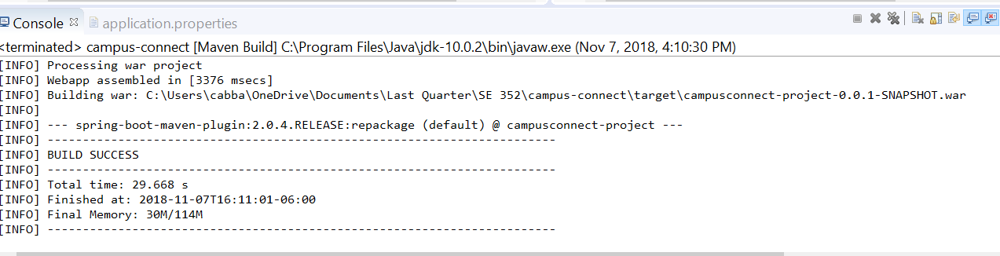 Console application.properties
<terminated> campus-connect [Maven Build] C:\Program Files\Java\jdk-10.0.2\bin\javaw.exe (Nov 7, 2018, 4:10:30 PM)
[INFO] Processing war project
[INFO] Webapp assembled in [3376 msecs]
[INFO] Building war: C:\Users\cabba\OneDrive\Documents\Last Quarter\SE 352\campus-connect\target\campusconnect-project-0.0.1-SNAPSHOT.war
[INFO]
[INFO] --- spring-boot-maven-plugin:2.0.4.RELEASE:repackage (default) @ campusconnect-project ---
[INFO] ------------------------------------------------------------------------
[INFO] BUILD SUCCESS
[INFO] ------------------------------------------------------------------------
[INFO] Total time: 29.668 s
[INFO] Finished at: 2018-11-07T16:11:01-06:00
[INFO] Final Memory: 30M/114M
[INFO] ------------------------------------------------------------------------